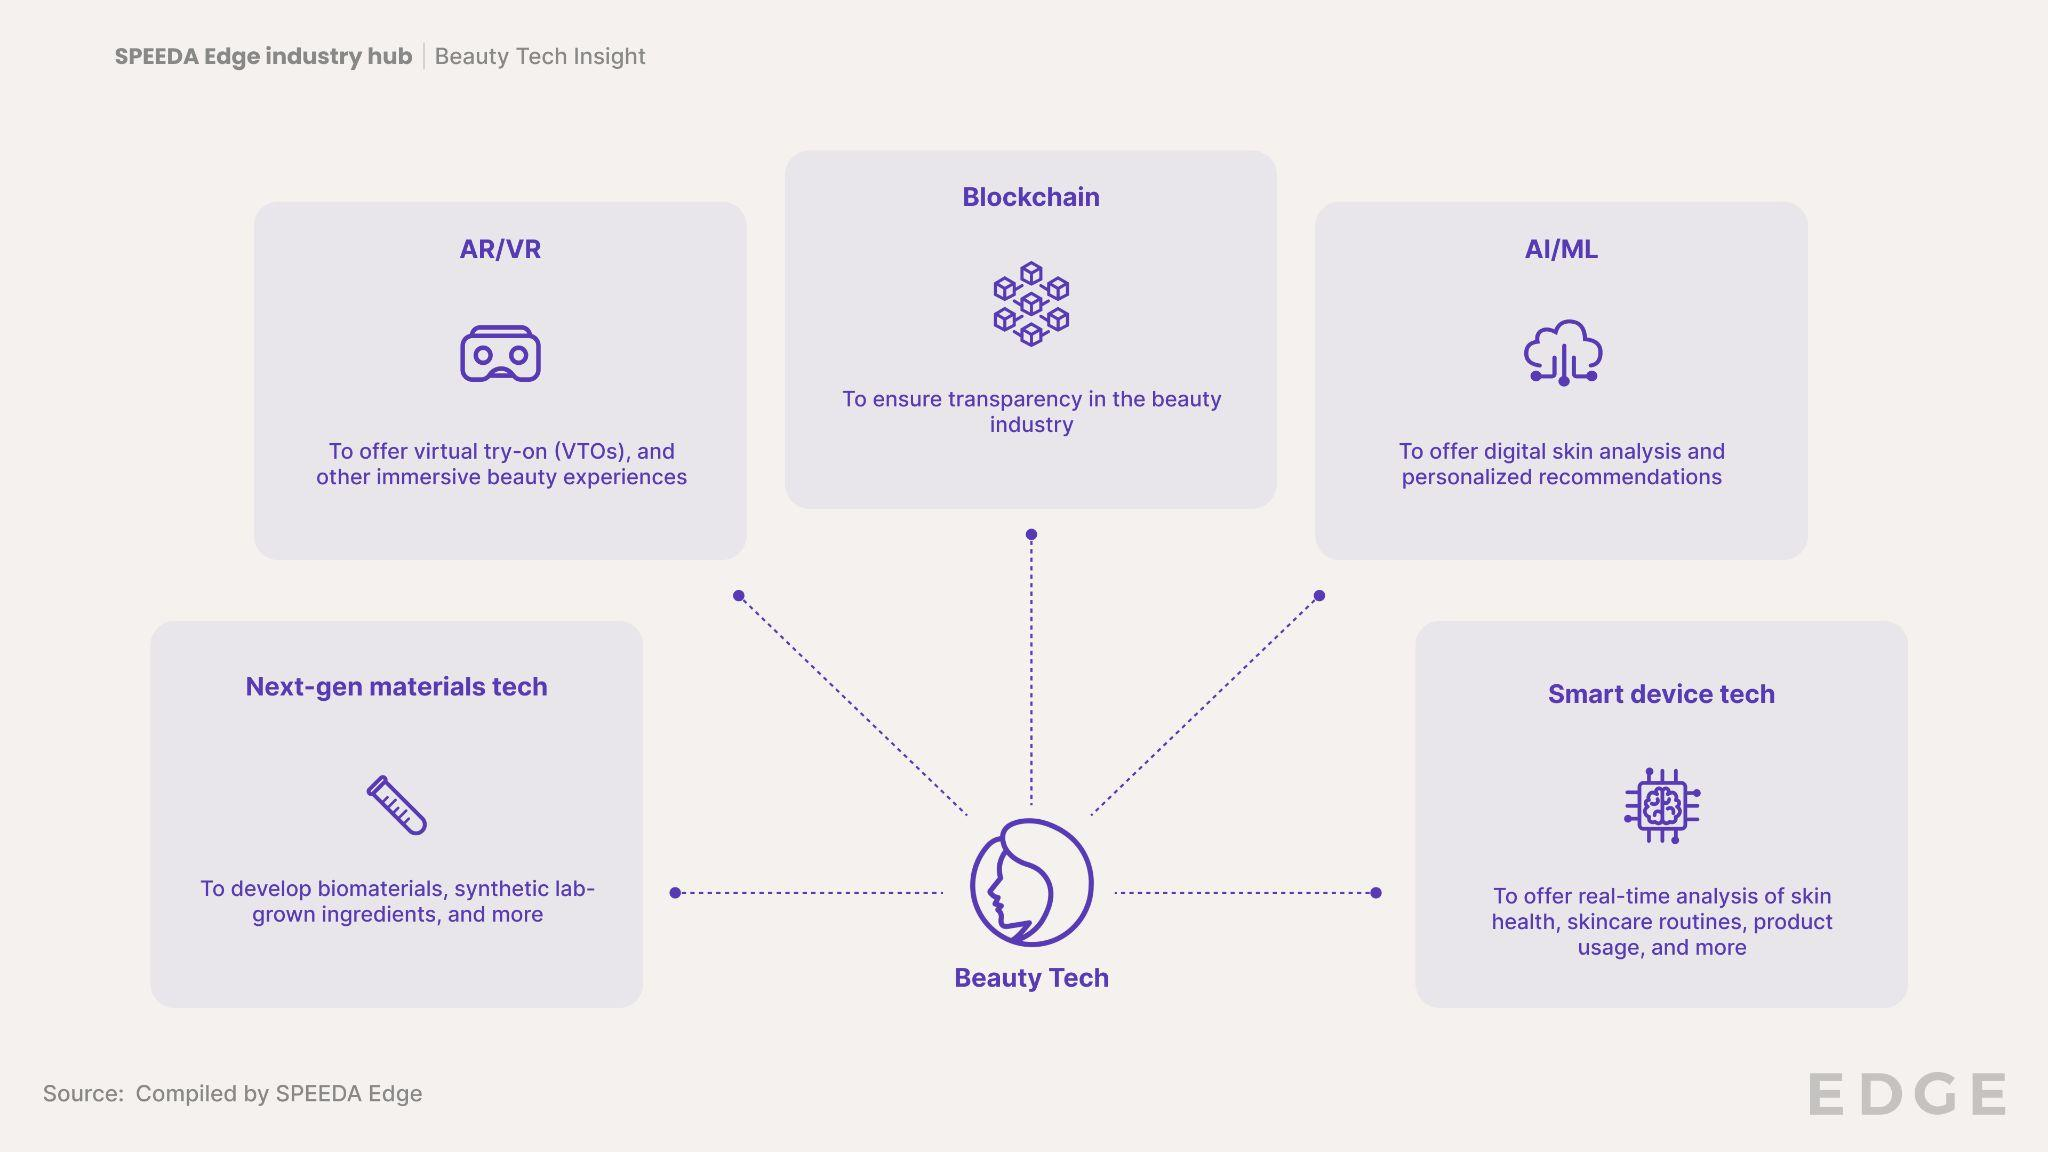 SPEEDA Edge industry hub | Beauty Tech Insight
Blockchain
To ensure transparency in the beauty
industry
AR/VR
To offer virtual try-on (VTOs), and
other immersive beauty experiences
AI/ML
To offer digital skin analysis and
personalized recommendations
Next-gen materials tech
To develop biomaterials, synthetic lab-
grown ingredients, and more
Smart device tech
To offer real-time analysis of skin
health, skincare routines, product
usage, and more
Beauty Tech
Source: Compiled by SPEEDA Edge
EDGE